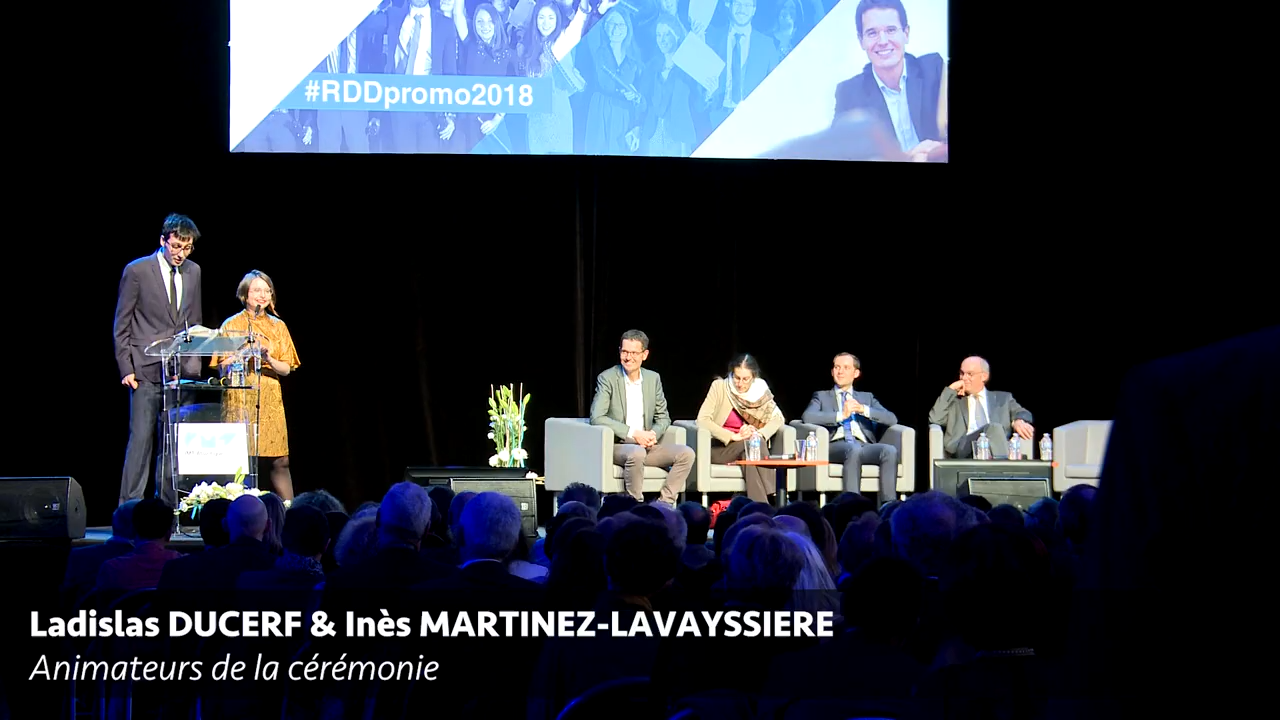 #RDDpromo2018
Ladislas DUCERF & Inès MARTINEZ-LAVAYSSIERE
Animateurs de la cérémonie